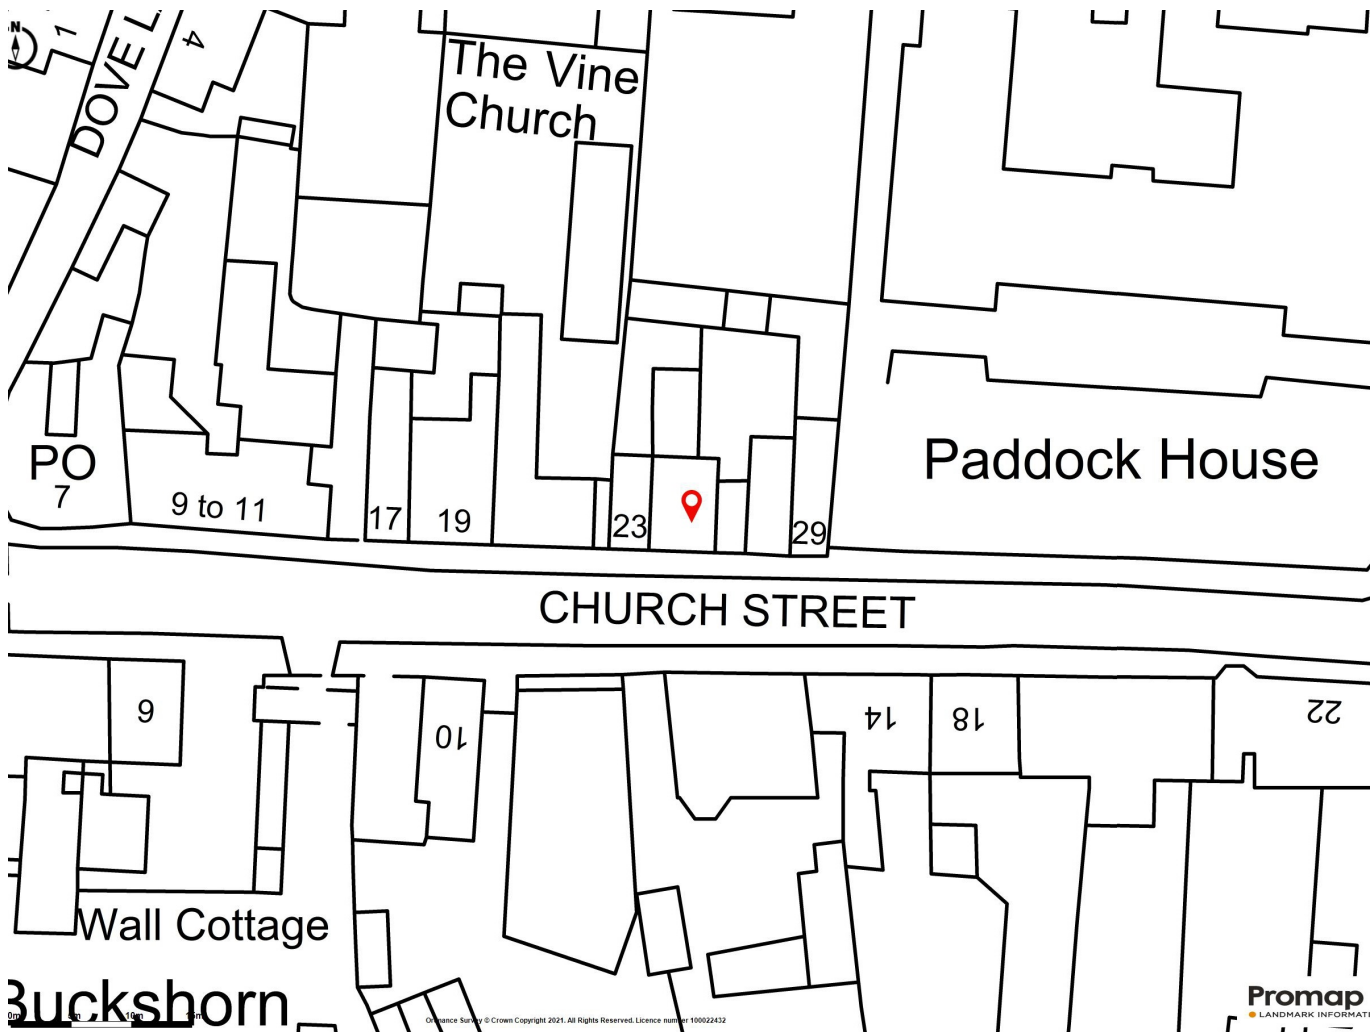 N
1
4
DOVE L
The Vine
Church
PO
7
9 to 11
17
19
23
29
Paddock House
CHURCH STREET
6
10
14
18
22
Wall Cottage
Buckshorn
0m 5m 10m 15m
Ordnance Survey © Crown Copyright 2021. All Rights Reserved. Licence number 100022432
Promap
LANDMARK INFORMAT